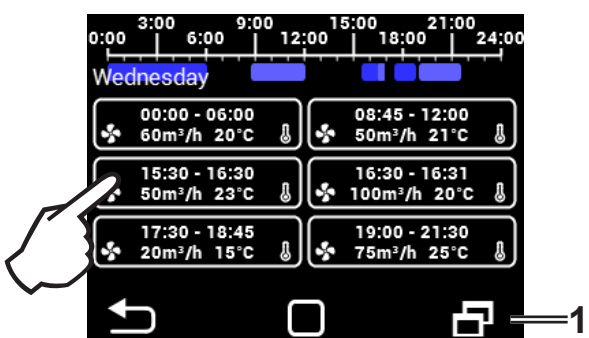 3:00 9:00 15:00 21:00
0:00 6:00 12:00 18:00 24:00
Wednesday
00:00 - 06:00
60m³/h 20°C
08:45 - 12:00
50m³/h 21°C
15:30 - 16:30
50m³/h 23°C
16:30 - 16:31
100m³/h 20°C
17:30 - 18:45
20m³/h 15°C
19:00 - 21:30
75m³/h 25°C
1